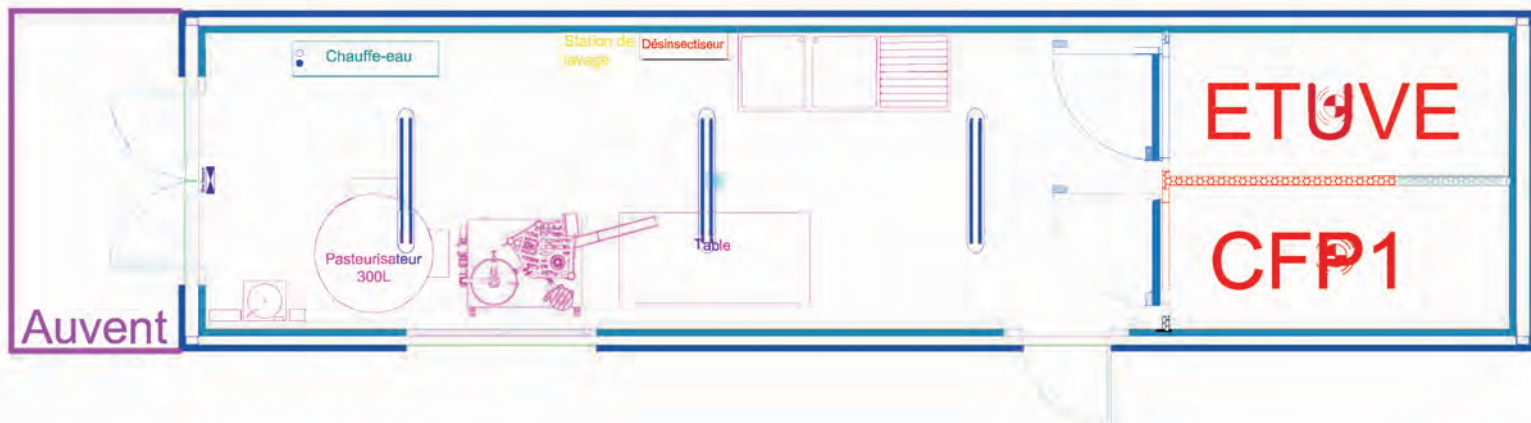 Chauffe-eau
Station de
lavage
Désinsectiseur
ETUVE
Pasteurisateur
300L
Table
CFP1
Auvent